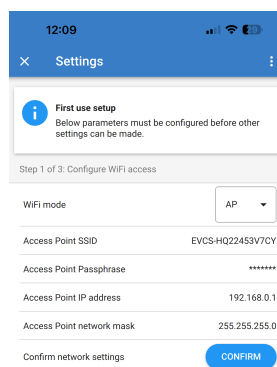 12:09
29
Settings
i
First use setup
Below parameters must be configured before other
settings can be made.
Step 1 of 3: Configure WiFi access
WiFi mode
AP
Access Point SSID
EVCS-HQ22453V7CY
Access Point Passphrase
*******
Access Point IP address
192.168.0.1
Access Point network mask
255.255.255.0
Confirm network settings
CONFIRM